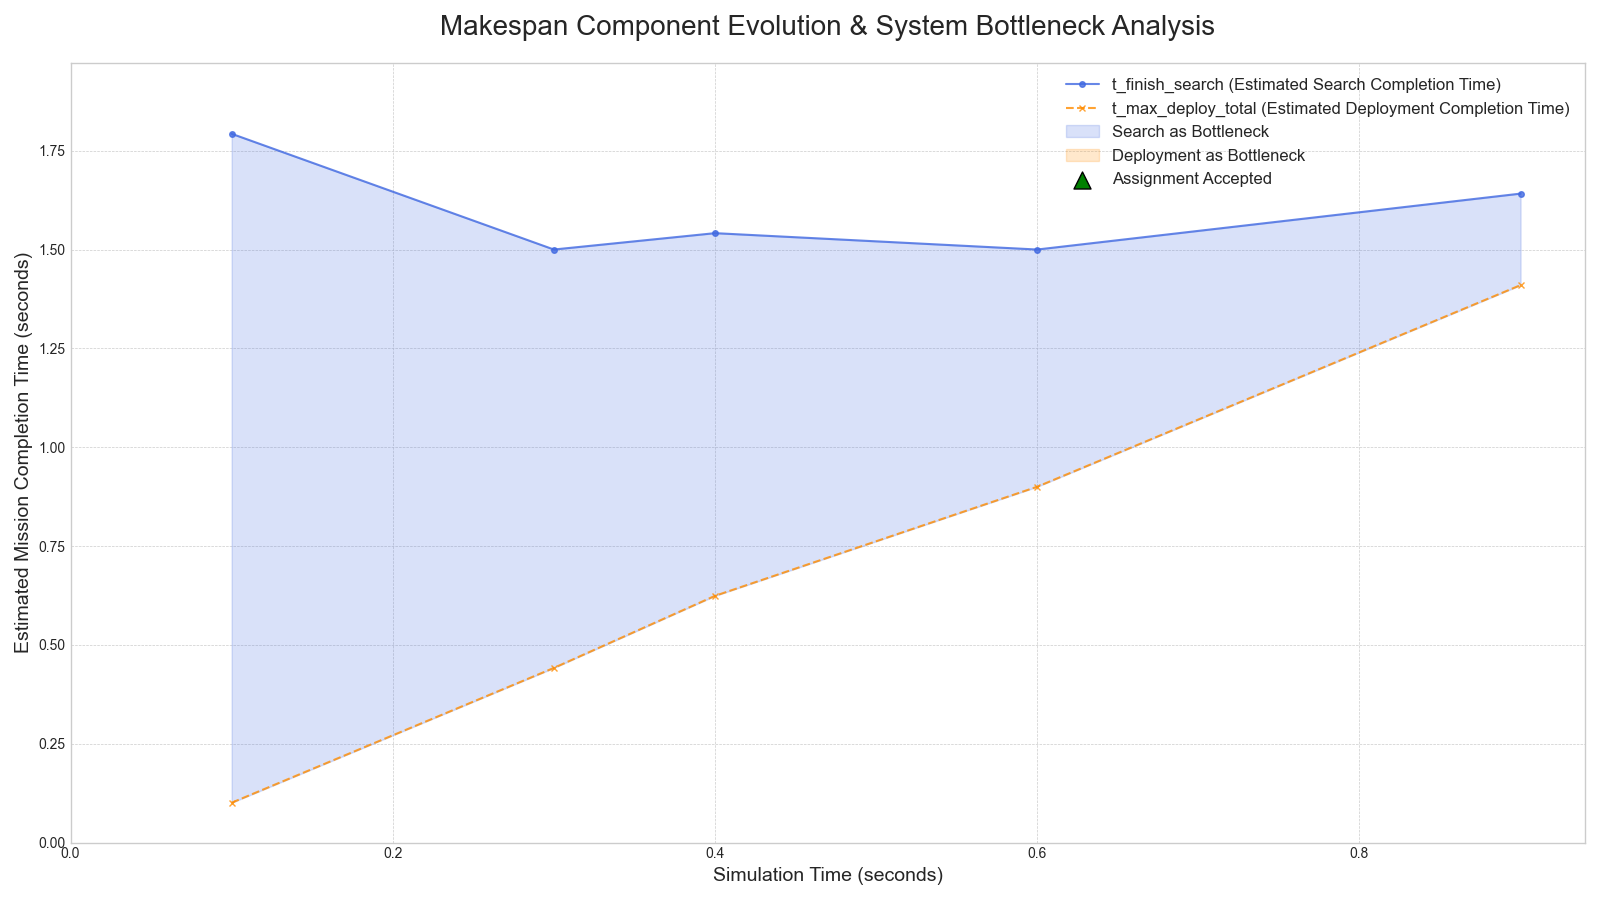 Makespan Component Evolution & System Bottleneck Analysis
t_finish_search (Estimated Search Completion Time)
t_max_deploy_total (Estimated Deployment Completion Time)
Search as Bottleneck
Deployment as Bottleneck
Assignment Accepted
Estimated Mission Completion Time (seconds)
1.75
1.50
1.25
1.00
0.75
0.50
0.25
0.00
0.0 0.2 0.4 0.6 0.8
Simulation Time (seconds)